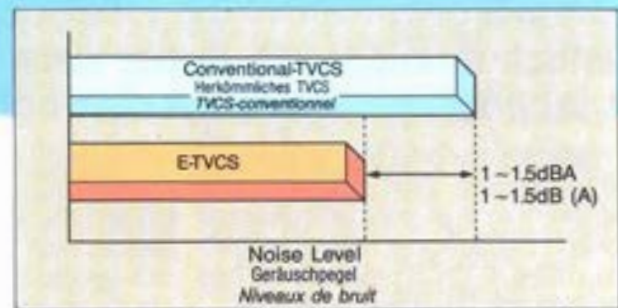 Conventional-TVCS
Herkömmliches TVCS
TVCS-conventionnel
E-TVCS
1~1.5dBA
1~1.5dB (A)
Noise Level
Geräuschpegel
Niveaux de bruit